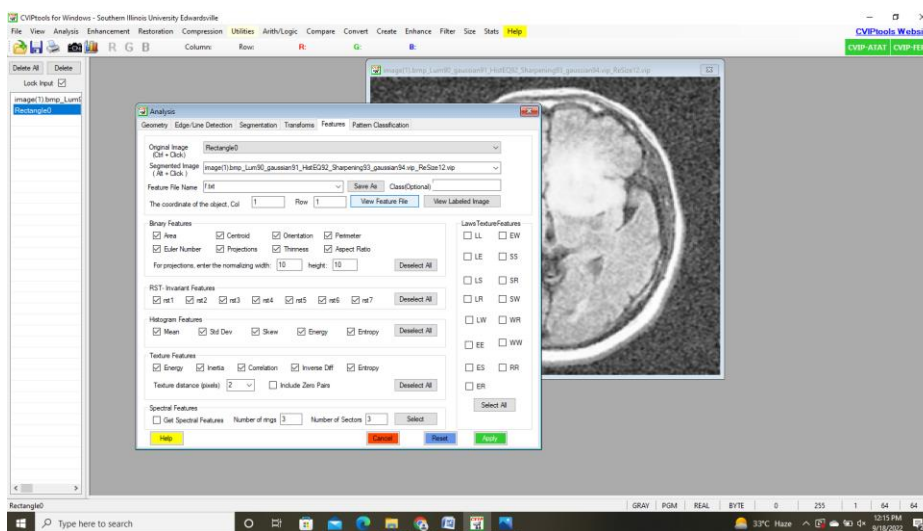 CVIPtools for Windows - Southern Illinois University Edwardsville
File View Analysis Enhancement Restoration Compression Utilities Arith/Logic Compare Convert Create Enhance Filter Size Stats Help
CVIPtools Websi
R G B Column: Row: R: G: B:
CVIP-ATAT CVIP-FE
Delete All Delete
Lock Input
image(1).bmp_Lum9
Rectangle0
image(1).bmp_Lum90_gaussian91_HistEQ92_Sharpening93_gaussian94.vip_ReSize12.vip
Analysis
Geometry Edge/Line Detection Segmentation Transforms Features Pattern Classification
Original Image Rectangle0
(Ctrl + Click)
Segmented Image image(1).bmp_Lum90_gaussian91_HistEQ92_Sharpening93_gaussian94.vip_ReSize12.vip
( Alt + Click )
Feature File Name f.txt Save As Class(Optional)
The coordinate of the object, Col 1 Row 1 View Feature File View Labeled Image
Binary Features
Area Centroid Orientation Perimeter
Euler Number Projections Thinness Aspect Ratio
For projections, enter the normalizing width: 10 height: 10 Deselect All
RST- Invariant Features
rst1 rst2 rst3 rst4 rst5 rst6 rst7 Deselect All
Histogram Features
Mean Std Dev Skew Energy Entropy Deselect All
Texture Features
Energy Inertia Correlation Inverse Diff Entropy
Texture distance (pixels) 2 Include Zero Pairs Deselect All
Spectral Features
Get Spectral Features Number of rings 3 Number of Sectors 3 Select
Help Cancel Reset Apply
LawsTextureFeatures
LL EW
LE SS
LS SR
LR SW
LW WR
EE WW
ES RR
ER
Select All
Rectangle0 GRAY PGM REAL BYTE 0 255 1 64 64
Type here to search
33°C Haze
12:15 PM
9/18/2022